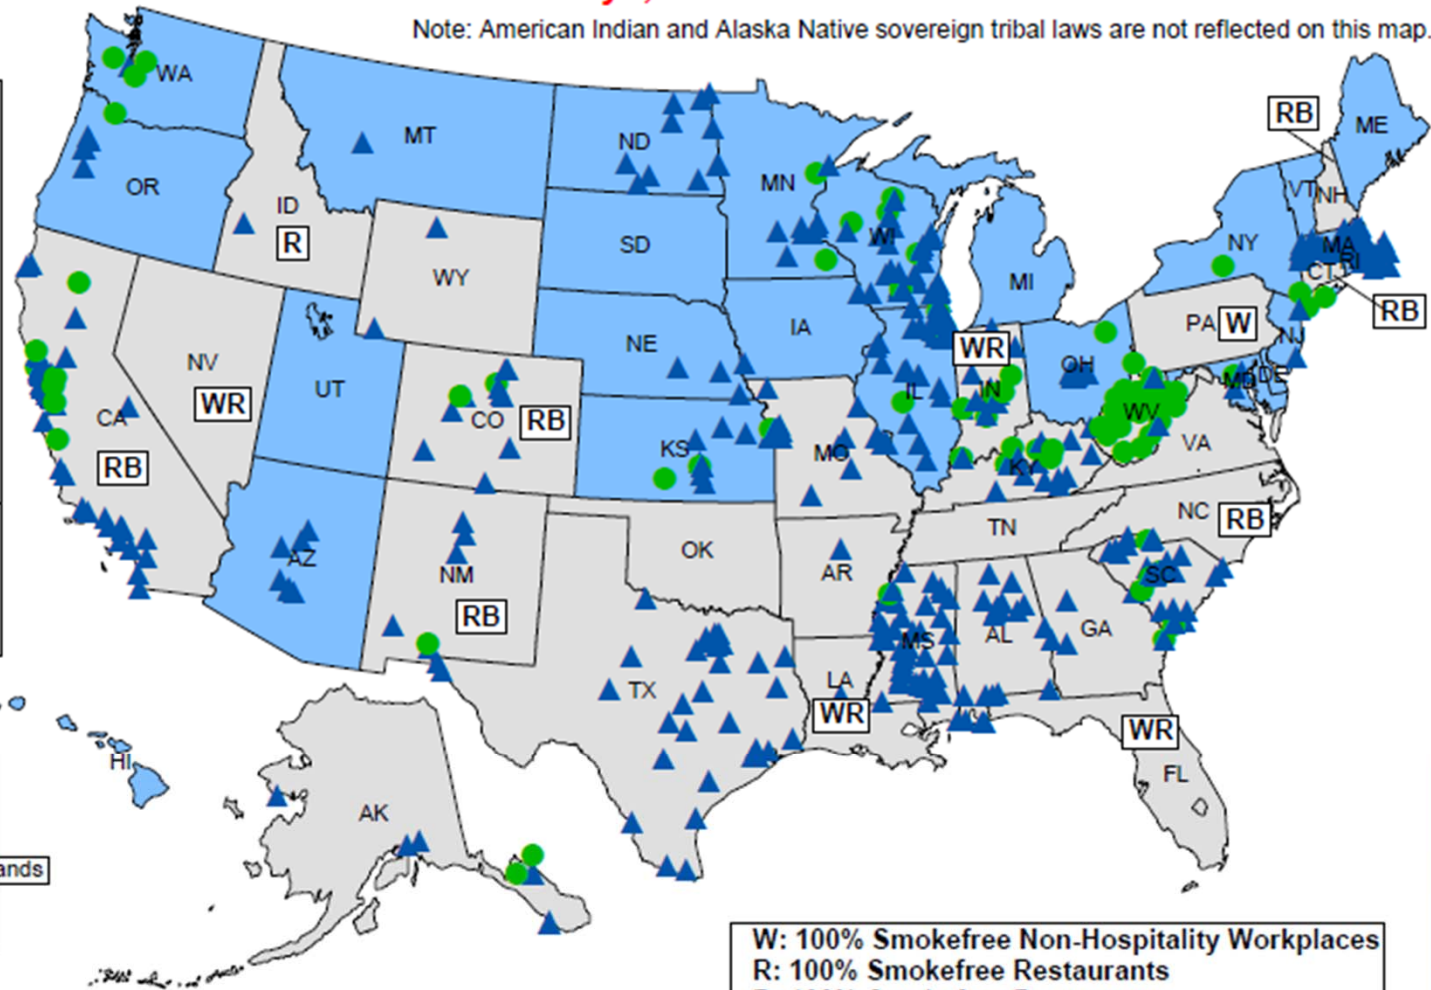 Note: American Indian and Alaska Native sovereign tribal laws are not reflected on this map.
WA
MT
ND
MN
OR
ID
R
SD
WI
WY
MI
NY
VT
NH
RB
ME
MA
RI
CT
RB
PA W
NJ
IA
NE
NV
WR
UT
CA
RB
CO RB
KS
MO
IL
WR
IN
OH
MD
DE
WV
VA
KY
NC RB
TN
AZ
NM
RB
OK
AR
SC
MS
AL
GA
TX
LA
WR
WR
FL
HI
AK
ands
W: 100% Smokefree Non-Hospitality Workplaces
R: 100% Smokefree Restaurants